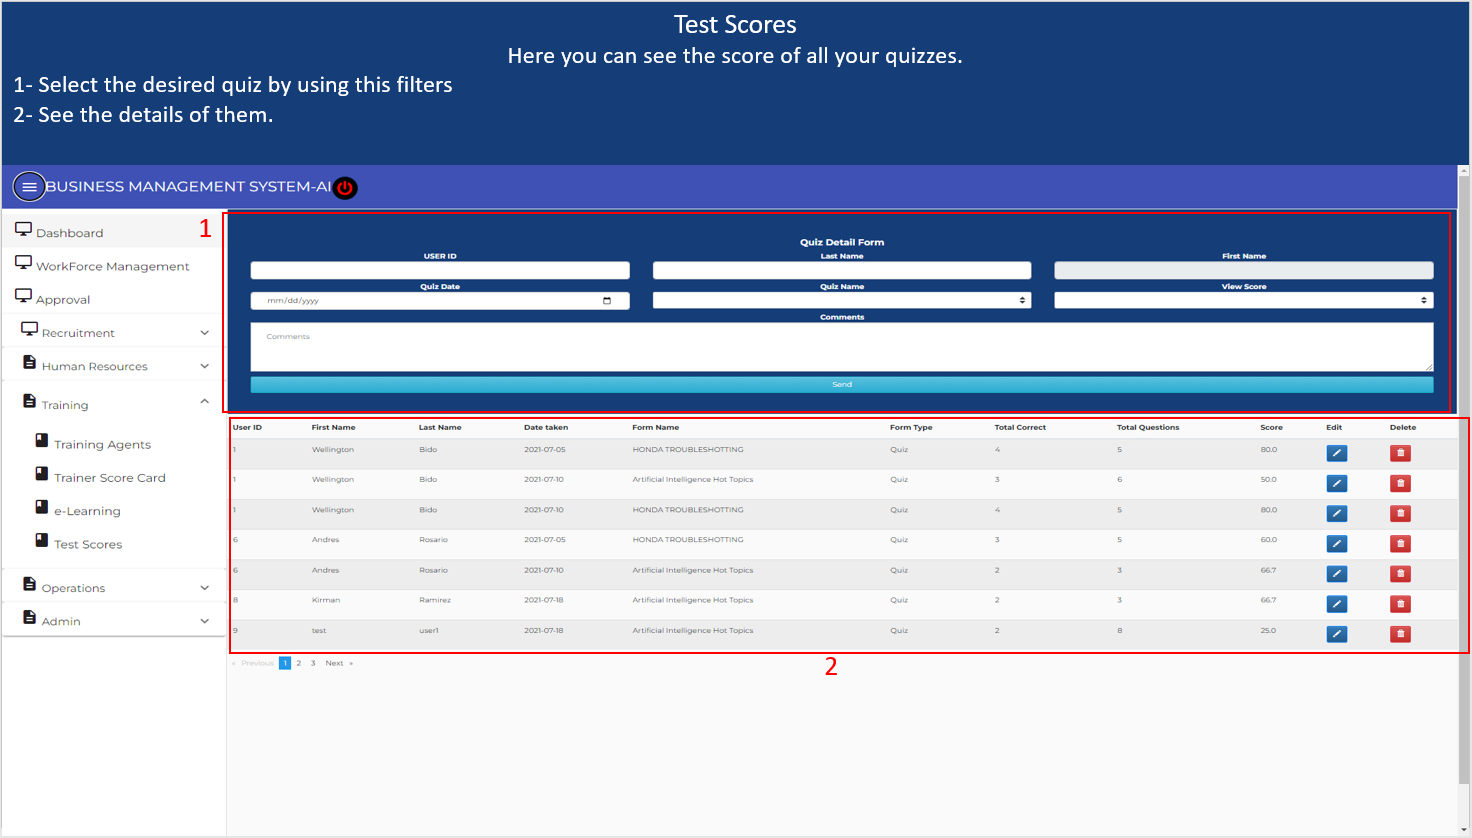 Test Scores
Here you can see the score of all your quizzes.
1- Select the desired quiz by using this filters
2- See the details of them.
BUSINESS MANAGEMENT SYSTEM-AI
Dashboard
WorkForce Management
Approval
Recruitment
Human Resources
Training
Training Agents
Trainer Score Card
e-Learning
Test Scores
Operations
Admin
1
Quiz Detail Form
USER ID Last Name First Name
Quiz Date Quiz Name View Score
mm/dd/yyyy
Comments
Comments
Send
User ID First Name Last Name Date taken Form Name Form Type Total Correct Total Questions Score Edit Delete
1 Wellington Bido 2021-07-05 HONDA TROUBLESHOTTING Quiz 4 5 80.0
1 Wellington Bido 2021-07-10 Artificial Intelligence Hot Topics Quiz 3 6 50.0
1 Wellington Bido 2021-07-10 HONDA TROUBLESHOTTING Quiz 4 5 80.0
6 Andres Rosario 2021-07-05 HONDA TROUBLESHOTTING Quiz 3 5 60.0
6 Andres Rosario 2021-07-10 Artificial Intelligence Hot Topics Quiz 2 3 66.7
8 Kirman Ramirez 2021-07-18 Artificial Intelligence Hot Topics Quiz 2 3 66.7
9 test user1 2021-07-18 Artificial Intelligence Hot Topics Quiz 2 8 25.0
« Previous 1 2 3 Next »
2